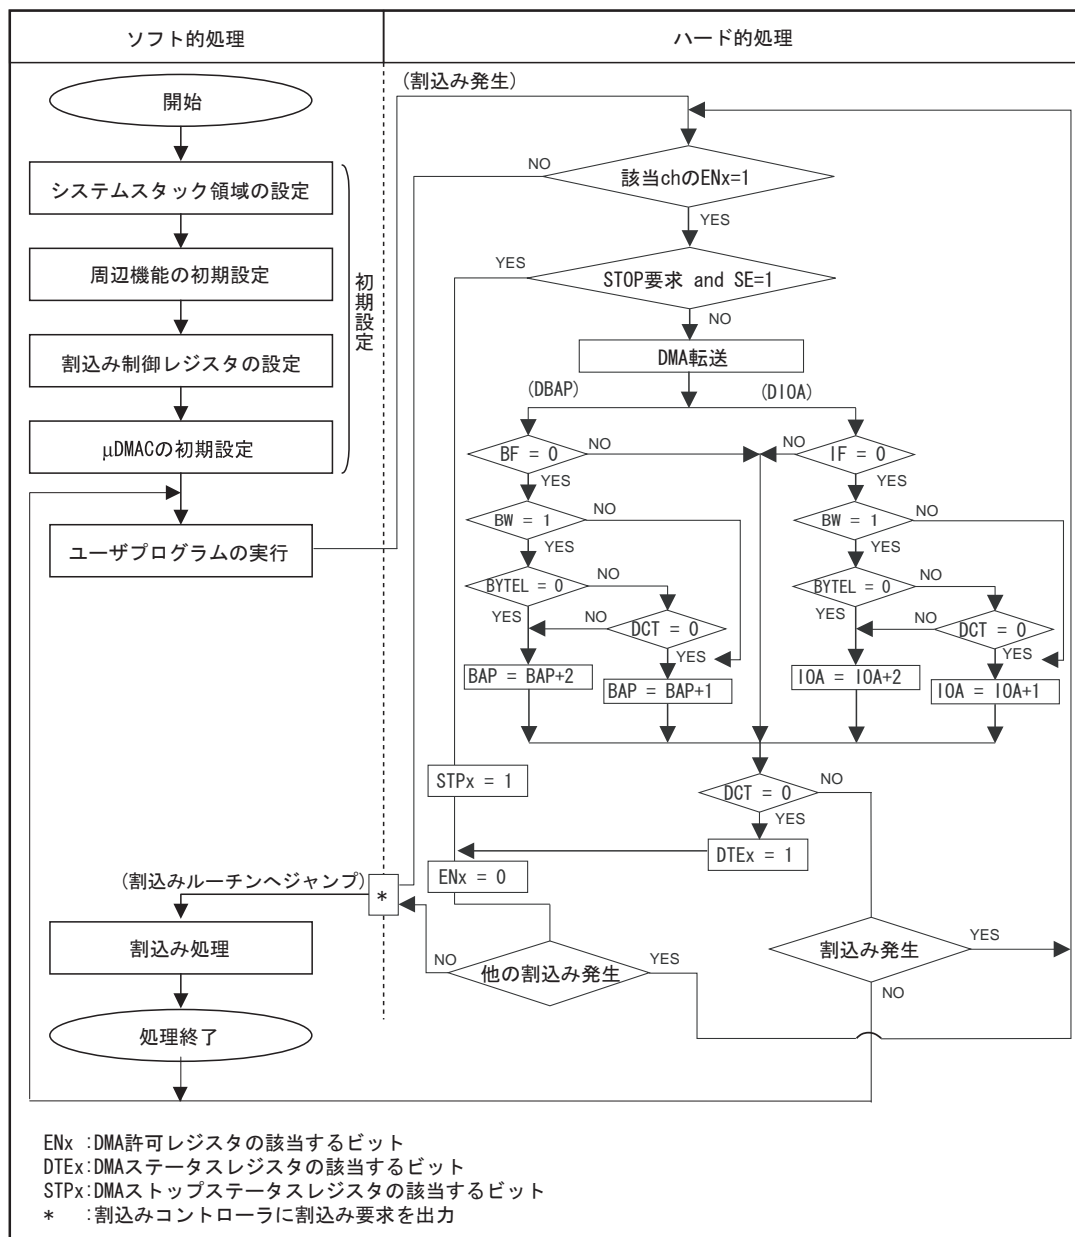 ソフト的処理
ハード的処理
開始
システムスタック領域の設定
周辺機能の初期設定
割込み制御レジスタの設定
μDMACの初期設定
初期設定
ユーザプログラムの実行
(割込み発生)
該当chのENx=1
NO
YES
STOP要求 and SE=1
YES
NO
DMA転送
(DBAP)
(DIOA)
BF = 0
NO
YES
NO
IF = 0
YES
BW = 1
NO
YES
BW = 1
NO
YES
BYTEL = 0
NO
YES
BYTEL = 0
NO
YES
NO
DCT = 0
YES
NO
DCT = 0
YES
BAP = BAP+2
BAP = BAP+1
IOA = IOA+2
IOA = IOA+1
STPx = 1
DCT = 0
NO
YES
DTEx = 1
ENx = 0
(割込みルーチンへジャンプ)
*
割込み処理
NO
他の割込み発生
YES
割込み発生
YES
NO
処理終了
ENx :DMA許可レジスタの該当するビット
DTEx:DMAステータスレジスタの該当するビット
STPx:DMAストップステータスレジスタの該当するビット
* :割込みコントローラに割込み要求を出力